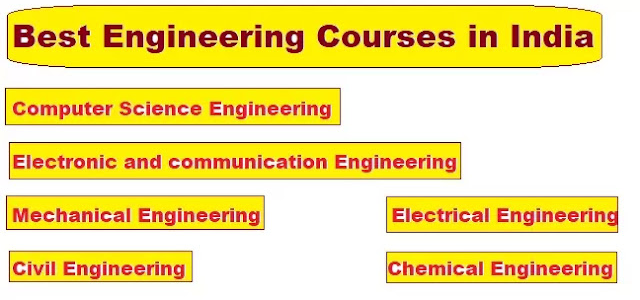 Best Engineering Courses in India
Computer Science Engineering
Electronic and communication Engineering
Mechanical Engineering
Electrical Engineering
Civil Engineering
Chemical Engineering